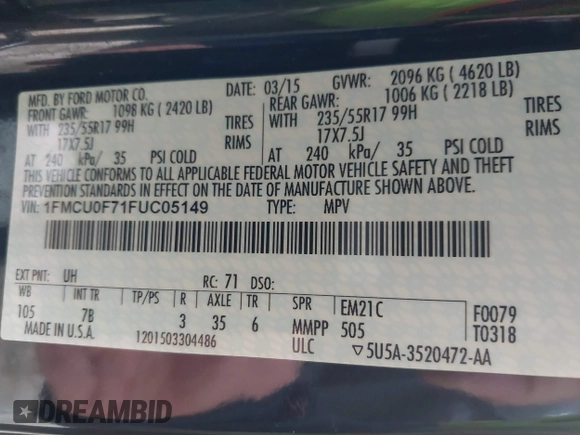 MFD. BY FORD MOTOR CO.
DATE: 03/15 GVWR: 2096 KG ( 4620 LB)
FRONT GAWR: 1098 KG ( 2420 LB) REAR GAWR: 1006 KG ( 2218 LB)
WITH 235/55R17 99H TIRES WITH 235/55R17 99H TIRES
17X7.5J RIMS 17X7.5J RIMS
AT 240 kPa/ 35 PSI COLD AT 240 kPa/ 35 PSI COLD
THIS VEHICLE CONFORMS TO ALL APPLICABLE FEDERAL MOTOR VEHICLE SAFETY AND THEFT
PREVENTION STANDARDS IN EFFECT ON THE DATE OF MANUFACTURE SHOWN ABOVE.
VIN: 1FMCU0F71FUC05149 TYPE: MPV
EXT PNT: UH RC: 71 DSO:
WB INT TR TP/PS R AXLE TR SPR EM21C F0079
105 7B 3 35 6 MMPP 505 T0318
MADE IN U.S.A. 1201503304486 ULC ▽5U5A-3520472-AA
DREAMBID